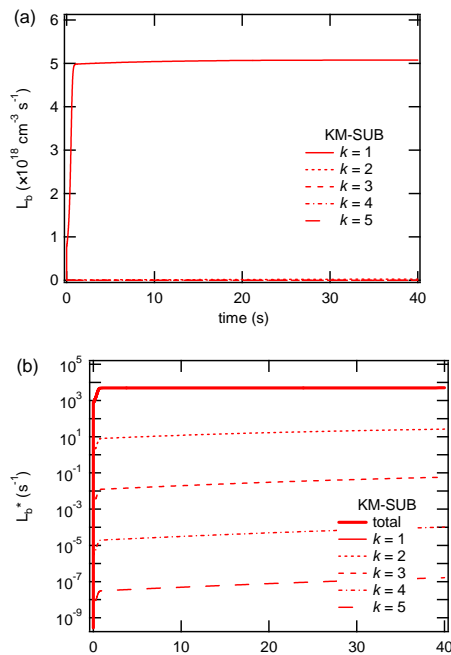 (a)
6
5
4
3
2
1
0
L_b (×10^18 cm^-3 s^-1)
KM-SUB
k = 1
k = 2
k = 3
k = 4
k = 5
0 10 20 30 40
time (s)
(b)
10^5
10^3
10^1
10^-1
10^-3
10^-5
10^-7
10^-9
L_b* (s^-1)
KM-SUB
total
k = 1
k = 2
k = 3
k = 4
k = 5
0 10 20 30 40